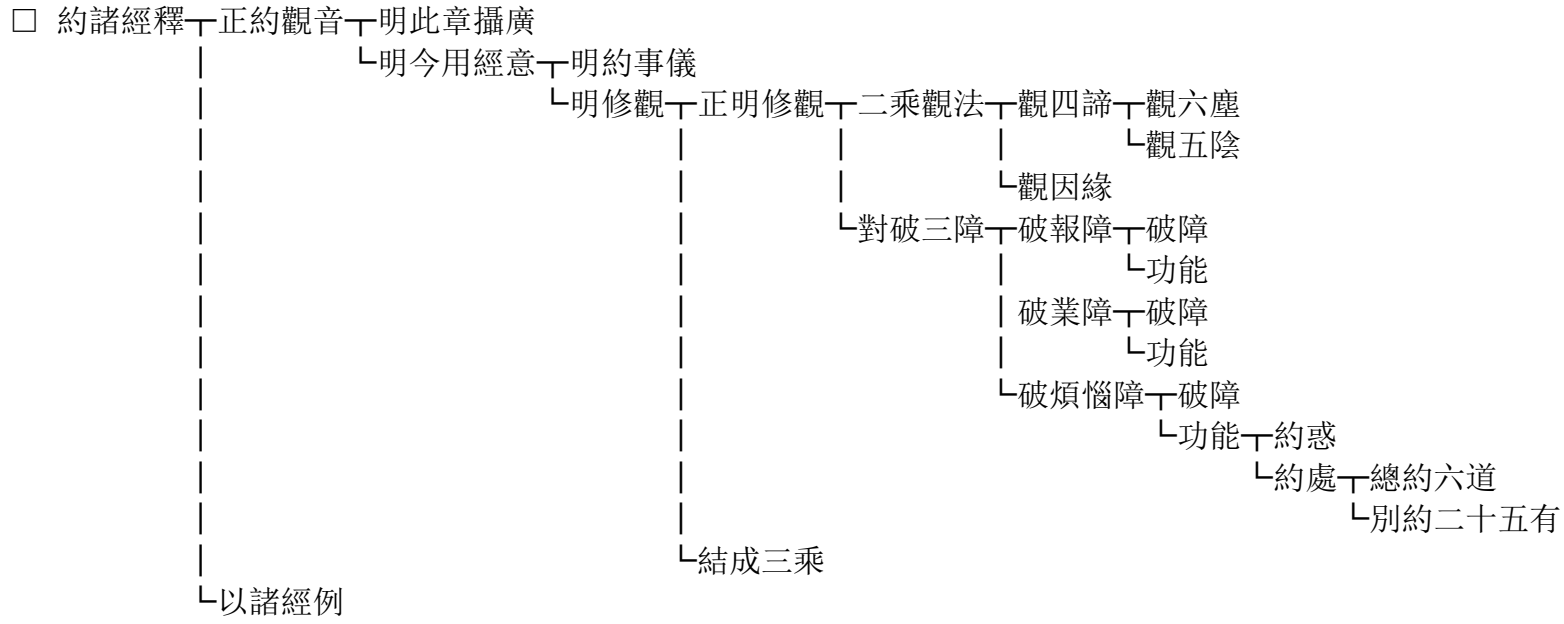 □ 約諸經釋┬正約觀音┬明此章攝廣
└明今用經意┬明約事儀
└明修觀┬正明修觀┬二乘觀法┬觀四諦┬觀六塵
└觀五陰
└觀因緣
└對破三障┬破報障┬破障
└功能
破業障┬破障
└功能
└破煩惱障┬破障
└功能┬約惑
└約處┬總約六道
└別約二十五有
└結成三乘
└以諸經例